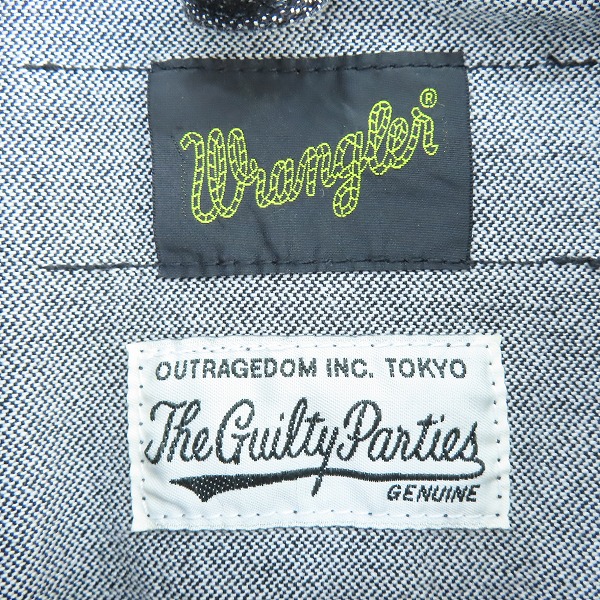 Wrangler®
OUTRAGEDOM INC. TOKYO
The Guilty Parties
GENUINE